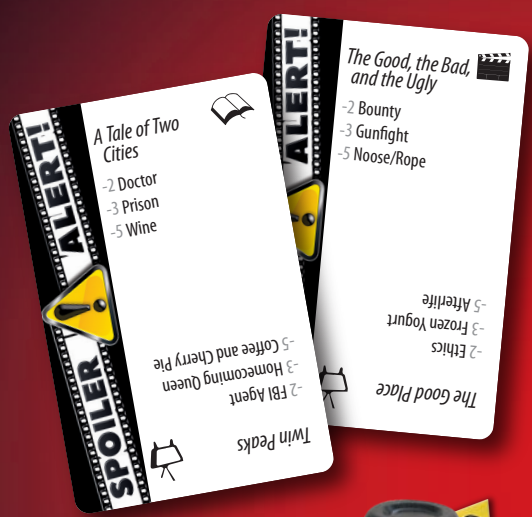 SPOILER ALERT!
A Tale of Two
Cities
-2 Doctor
-3 Prison
-5 Wine
Twin Peaks
-2 FBI Agent
-3 Homecoming Queen
-5 Coffee and Cherry Pie
ALERT!
The Good, the Bad,
and the Ugly
-2 Bounty
-3 Gunfight
-5 Noose/Rope
The Good Place
-2 Ethics
-3 Frozen Yogurt
-5 Afterlife